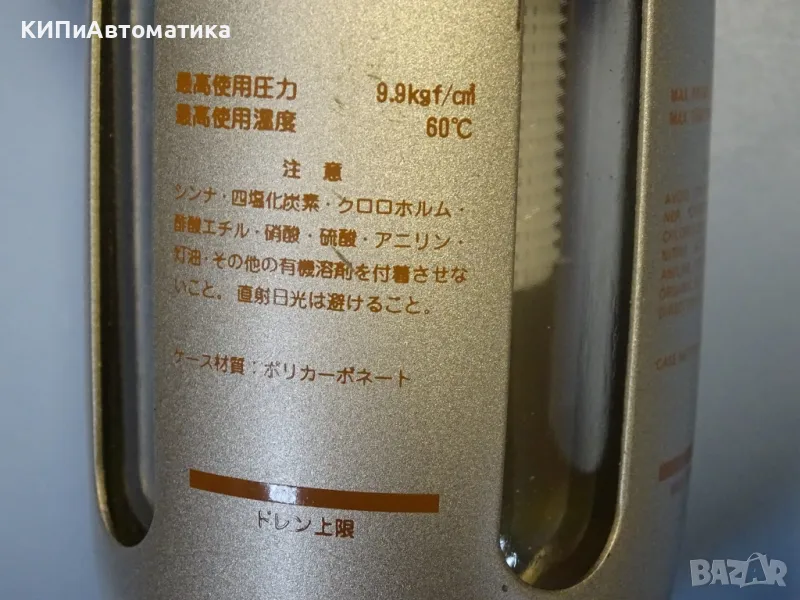 КИПиАвтоматика
最高使用圧力 9.9kgf/c㎡
最高使用温度 60℃
注 意
シンナ・四塩化炭素・クロロホルム・
酢酸エチル・硝酸・硫酸・アニリン・
灯油・その他の有機溶剤を付着させな
いこと。直射日光は避けること。
ケース材質：ポリカーボネート
ドレン上限
BAZAR